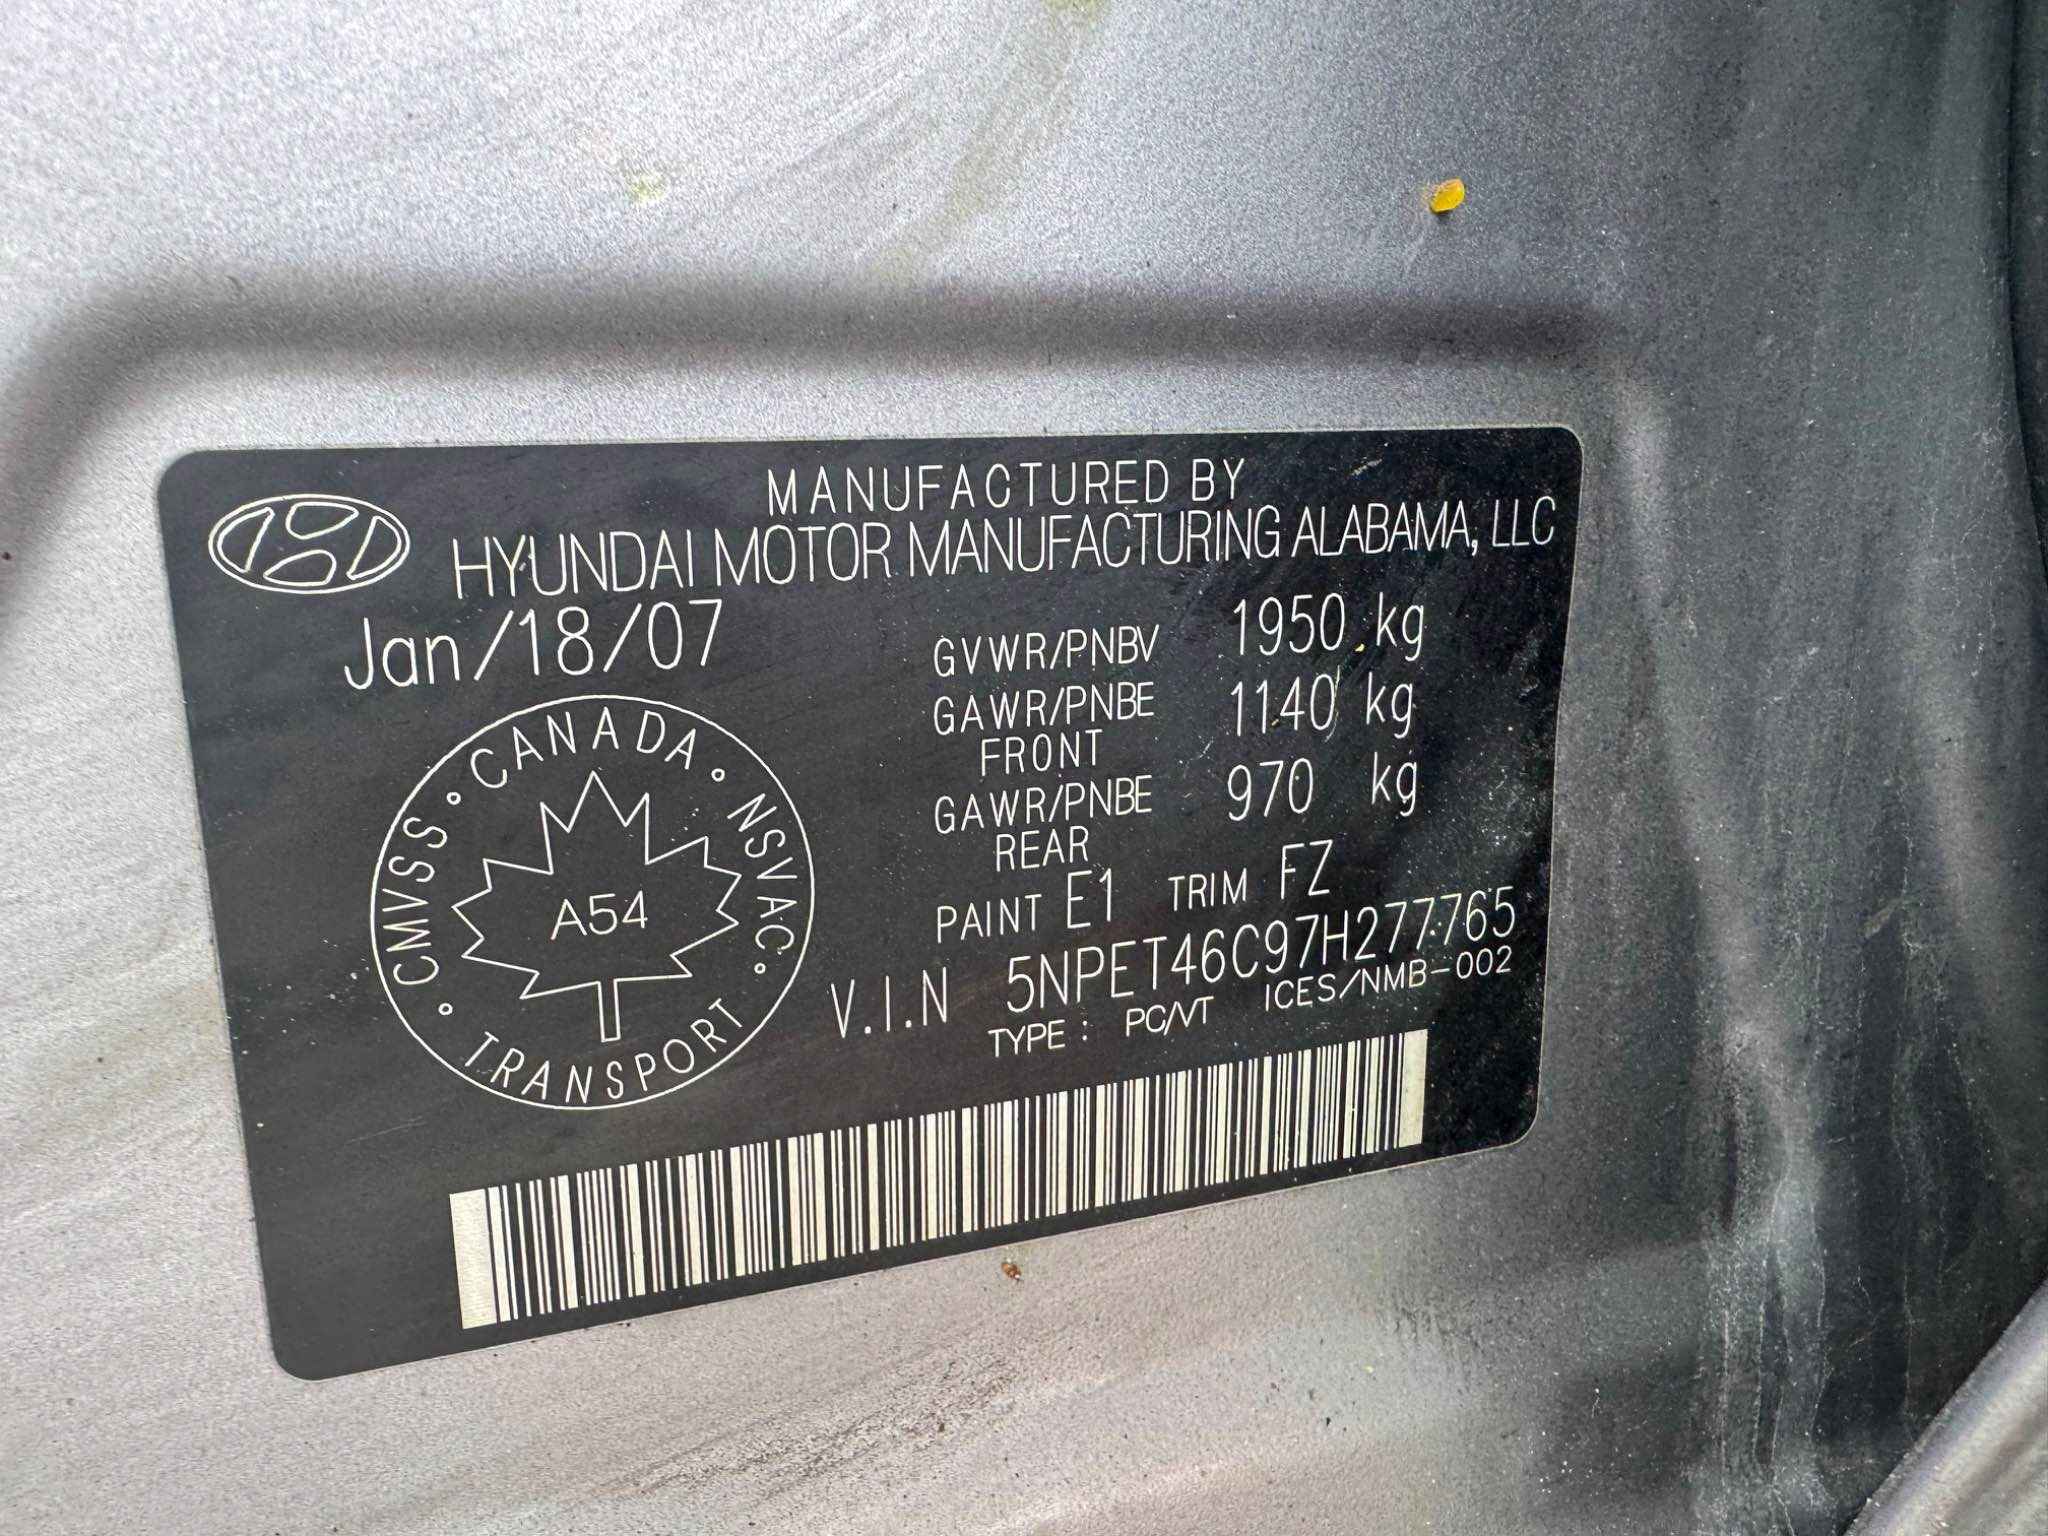 MANUFACTURED BY
HYUNDAI MOTOR MANUFACTURING ALABAMA, LLC
Jan/18/07
GVWR/PNBV 1950 kg
GAWR/PNBE FRONT 1140 kg
GAWR/PNBE REAR 970 kg
PAINT E1 TRIM FZ
V.I.N 5NPET46C97H277765
TYPE : PC/VT ICES/NMB-002
CMVSS · CANADA · NSVAC · TRANSPORT
A54